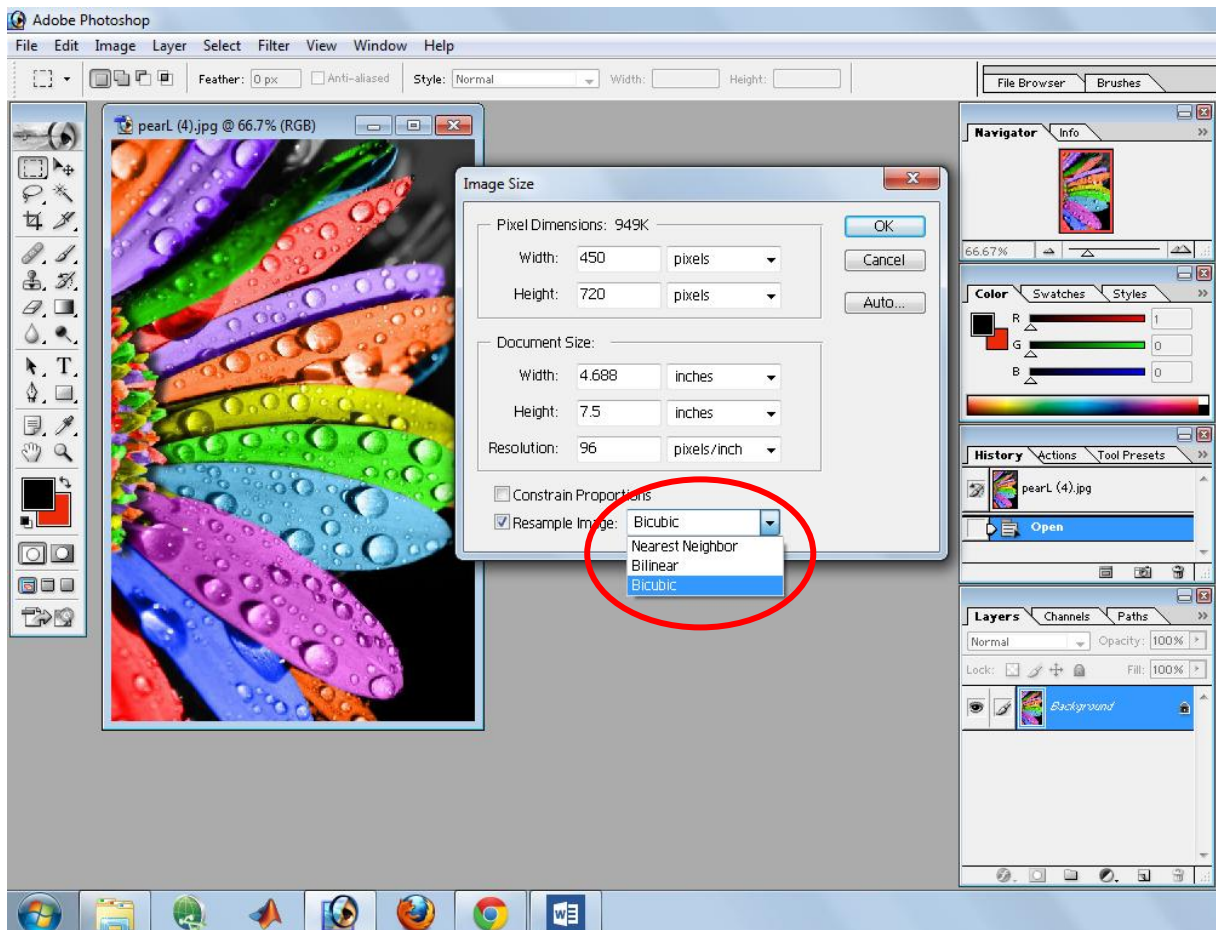 Adobe Photoshop
File Edit Image Layer Select Filter View Window Help
Feather: 0 px Anti-aliased Style: Normal Width: Height:
File Browser Brushes
pearL (4).jpg @ 66.7% (RGB)
Image Size
Pixel Dimensions: 949K
Width: 450 pixels
Height: 720 pixels
Document Size:
Width: 4.688 inches
Height: 7.5 inches
Resolution: 96 pixels/inch
Constrain Proportions
Resample Image: Bicubic
Nearest Neighbor
Bilinear
Bicubic
OK
Cancel
Auto...
Navigator Info
66.67%
Color Swatches Styles
R 1
G 0
B 0
History Actions Tool Presets
pearL (4).jpg
Open
Layers Channels Paths
Normal Opacity: 100%
Lock: Fill: 100%
Background